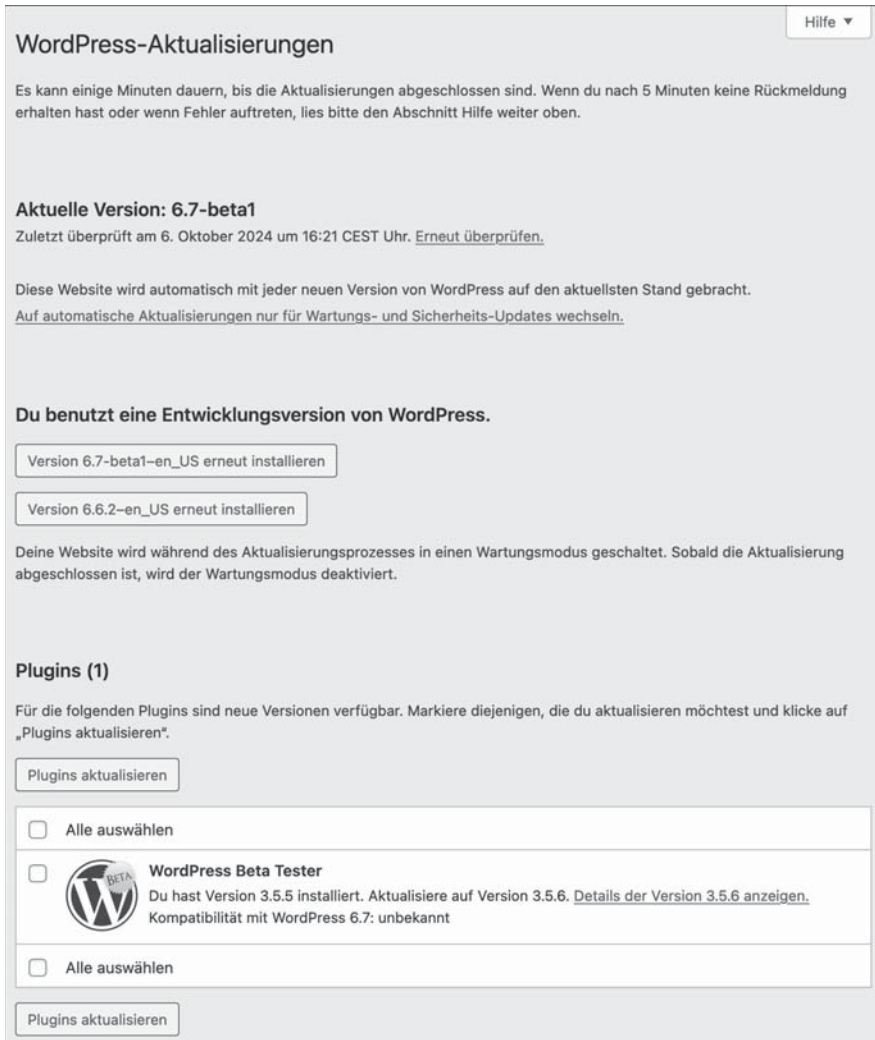 Hilfe ▼
WordPress-Aktualisierungen
Es kann einige Minuten dauern, bis die Aktualisierungen abgeschlossen sind. Wenn du nach 5 Minuten keine Rückmeldung
erhalten hast oder wenn Fehler auftreten, lies bitte den Abschnitt Hilfe weiter oben.
Aktuelle Version: 6.7-beta1
Zuletzt überprüft am 6. Oktober 2024 um 16:21 CEST Uhr. Erneut überprüfen.
Diese Website wird automatisch mit jeder neuen Version von WordPress auf den aktuellsten Stand gebracht.
Auf automatische Aktualisierungen nur für Wartungs- und Sicherheits-Updates wechseln.
Du benutzt eine Entwicklungsversion von WordPress.
Version 6.7-beta1–en_US erneut installieren
Version 6.6.2–en_US erneut installieren
Deine Website wird während des Aktualisierungsprozesses in einen Wartungsmodus geschaltet. Sobald die Aktualisierung
abgeschlossen ist, wird der Wartungsmodus deaktiviert.
Plugins (1)
Für die folgenden Plugins sind neue Versionen verfügbar. Markiere diejenigen, die du aktualisieren möchtest und klicke auf
„Plugins aktualisieren“.
Plugins aktualisieren
Alle auswählen
BETA
WordPress Beta Tester
Du hast Version 3.5.5 installiert. Aktualisiere auf Version 3.5.6. Details der Version 3.5.6 anzeigen.
Kompatibilität mit WordPress 6.7: unbekannt
Alle auswählen
Plugins aktualisieren